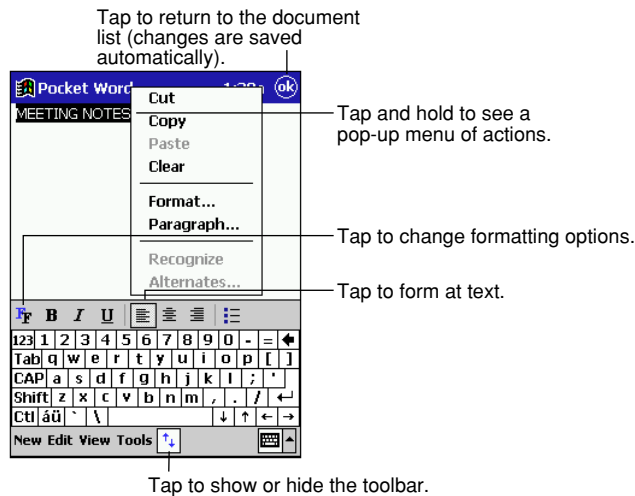 Tap to return to the document
list (changes are saved
automatically).
Pocket Word
ok
MEETING NOTES
Cut
Copy
Paste
Clear
Format...
Paragraph...
Recognize
Alternates...
Tap and hold to see a
pop-up menu of actions.
Tap to change formatting options.
Tap to form at text.
FF B I U
123 1 2 3 4 5 6 7 8 9 0 - =
Tab q w e r t y u i o p [ ]
CAP a s d f g h j k l ; '
Shift z x c v b n m , . /
Ctl áü ` \
New Edit View Tools
Tap to show or hide the toolbar.